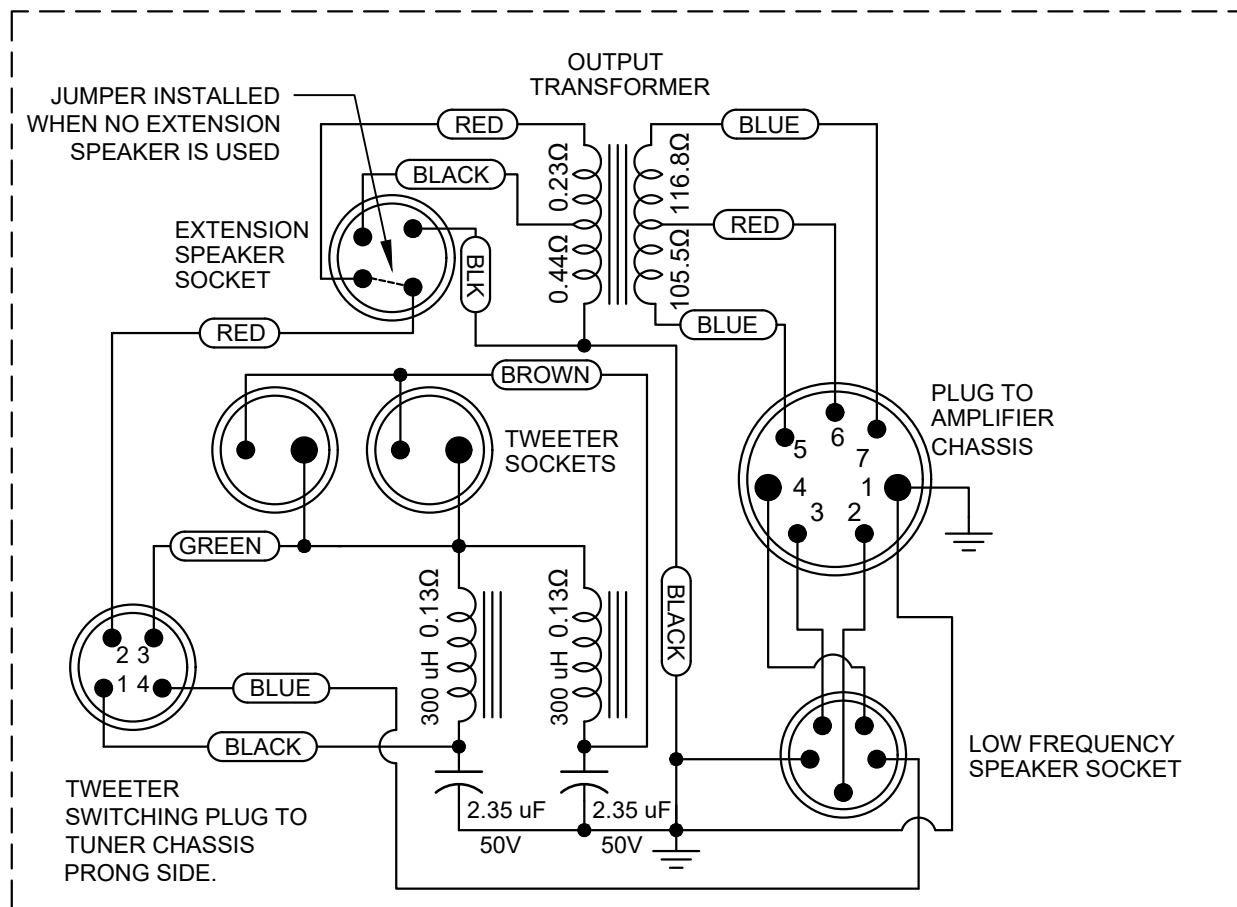 OUTPUT
TRANSFORMER
JUMPER INSTALLED
WHEN NO EXTENSION
SPEAKER IS USED
RED
BLUE
BLACK
0.23Ω
116.8Ω
EXTENSION
SPEAKER
SOCKET
RED
BLK
0.44Ω
105.5Ω
RED
BLUE
BROWN
TWEETER
SOCKETS
PLUG TO
AMPLIFIER
CHASSIS
5
6
7
4
1
3
2
GREEN
300 uH 0.13Ω
300 uH 0.13Ω
BLACK
2 3
1 4
BLUE
BLACK
LOW FREQUENCY
SPEAKER SOCKET
TWEETER
SWITCHING PLUG TO
TUNER CHASSIS
PRONG SIDE.
2.35 uF
50V
2.35 uF
50V